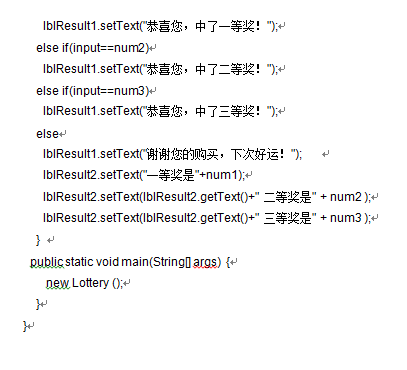 lblResult1.setText("恭喜您，中了一等奖！");
else if(input==num2)
lblResult1.setText("恭喜您，中了二等奖！");
else if(input==num3)
lblResult1.setText("恭喜您，中了三等奖！");
else
lblResult1.setText("谢谢您的购买，下次好运！");
lblResult2.setText("一等奖是"+num1);
lblResult2.setText(lblResult2.getText()+" 二等奖是" + num2 );
lblResult2.setText(lblResult2.getText()+" 三等奖是" + num3 );
}
public static void main(String[] args) {
new Lottery ();
}
}